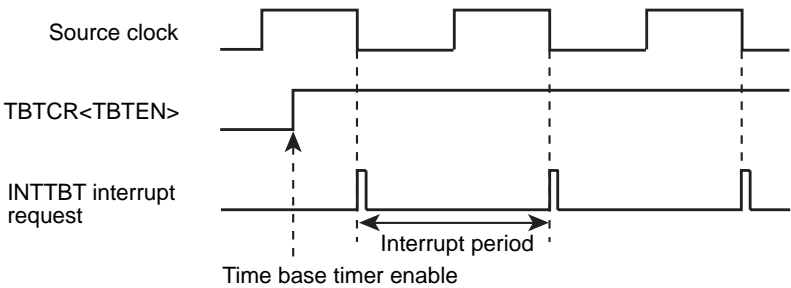 Source clock
TBTCR<TBTEN>
INTTBT interrupt
request
Interrupt period
Time base timer enable